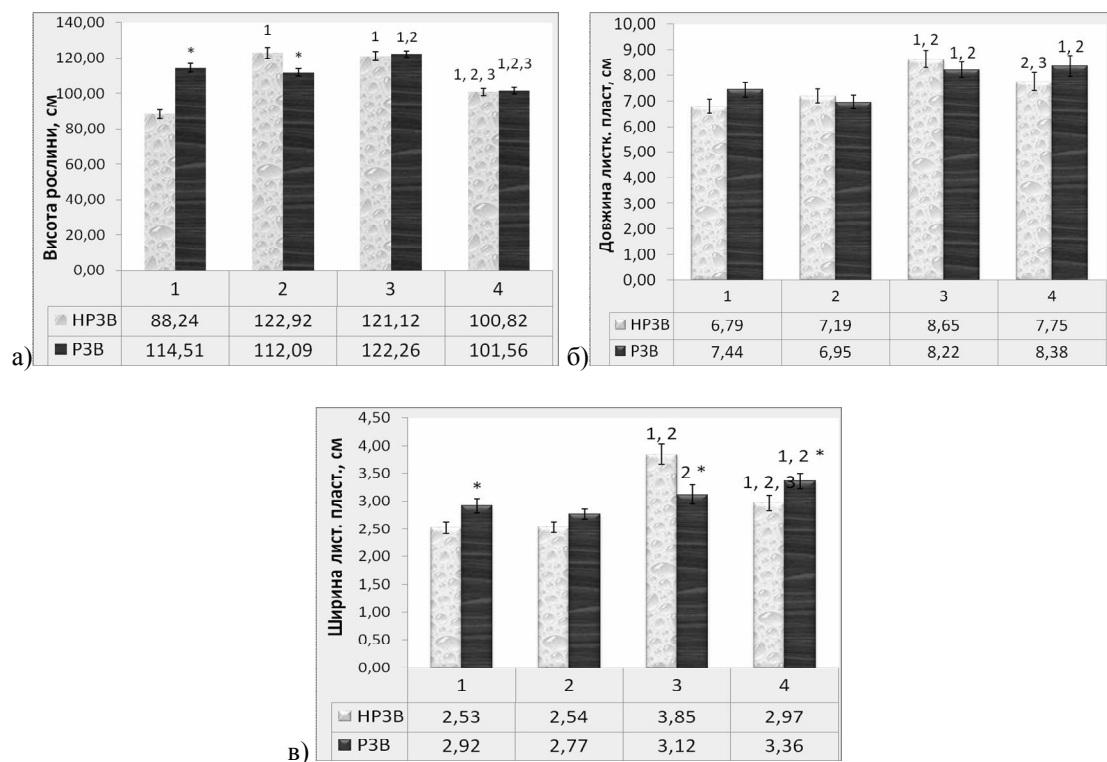 Висота рослини, см
140,00
120,00
100,00
80,00
60,00
40,00
20,00
0,00
* 1 * 1 1,2 1, 2, 3 1,2,3
1 2 3 4
НРЗВ 88,24 122,92 121,12 100,82
РЗВ 114,51 112,09 122,26 101,56
а)
Довжина листк. пласт, см
10,00
9,00
8,00
7,00
6,00
5,00
4,00
3,00
2,00
1,00
0,00
1, 2 1, 2 2, 3 1, 2
1 2 3 4
НРЗВ 6,79 7,19 8,65 7,75
РЗВ 7,44 6,95 8,22 8,38
б)
Ширина лист. пласт., см
4,50
4,00
3,50
3,00
2,50
2,00
1,50
1,00
0,50
0,00
* 1, 2 2 * 1, 2, 3 1, 2 *
1 2 3 4
НРЗВ 2,53 2,54 3,85 2,97
РЗВ 2,92 2,77 3,12 3,36
в)